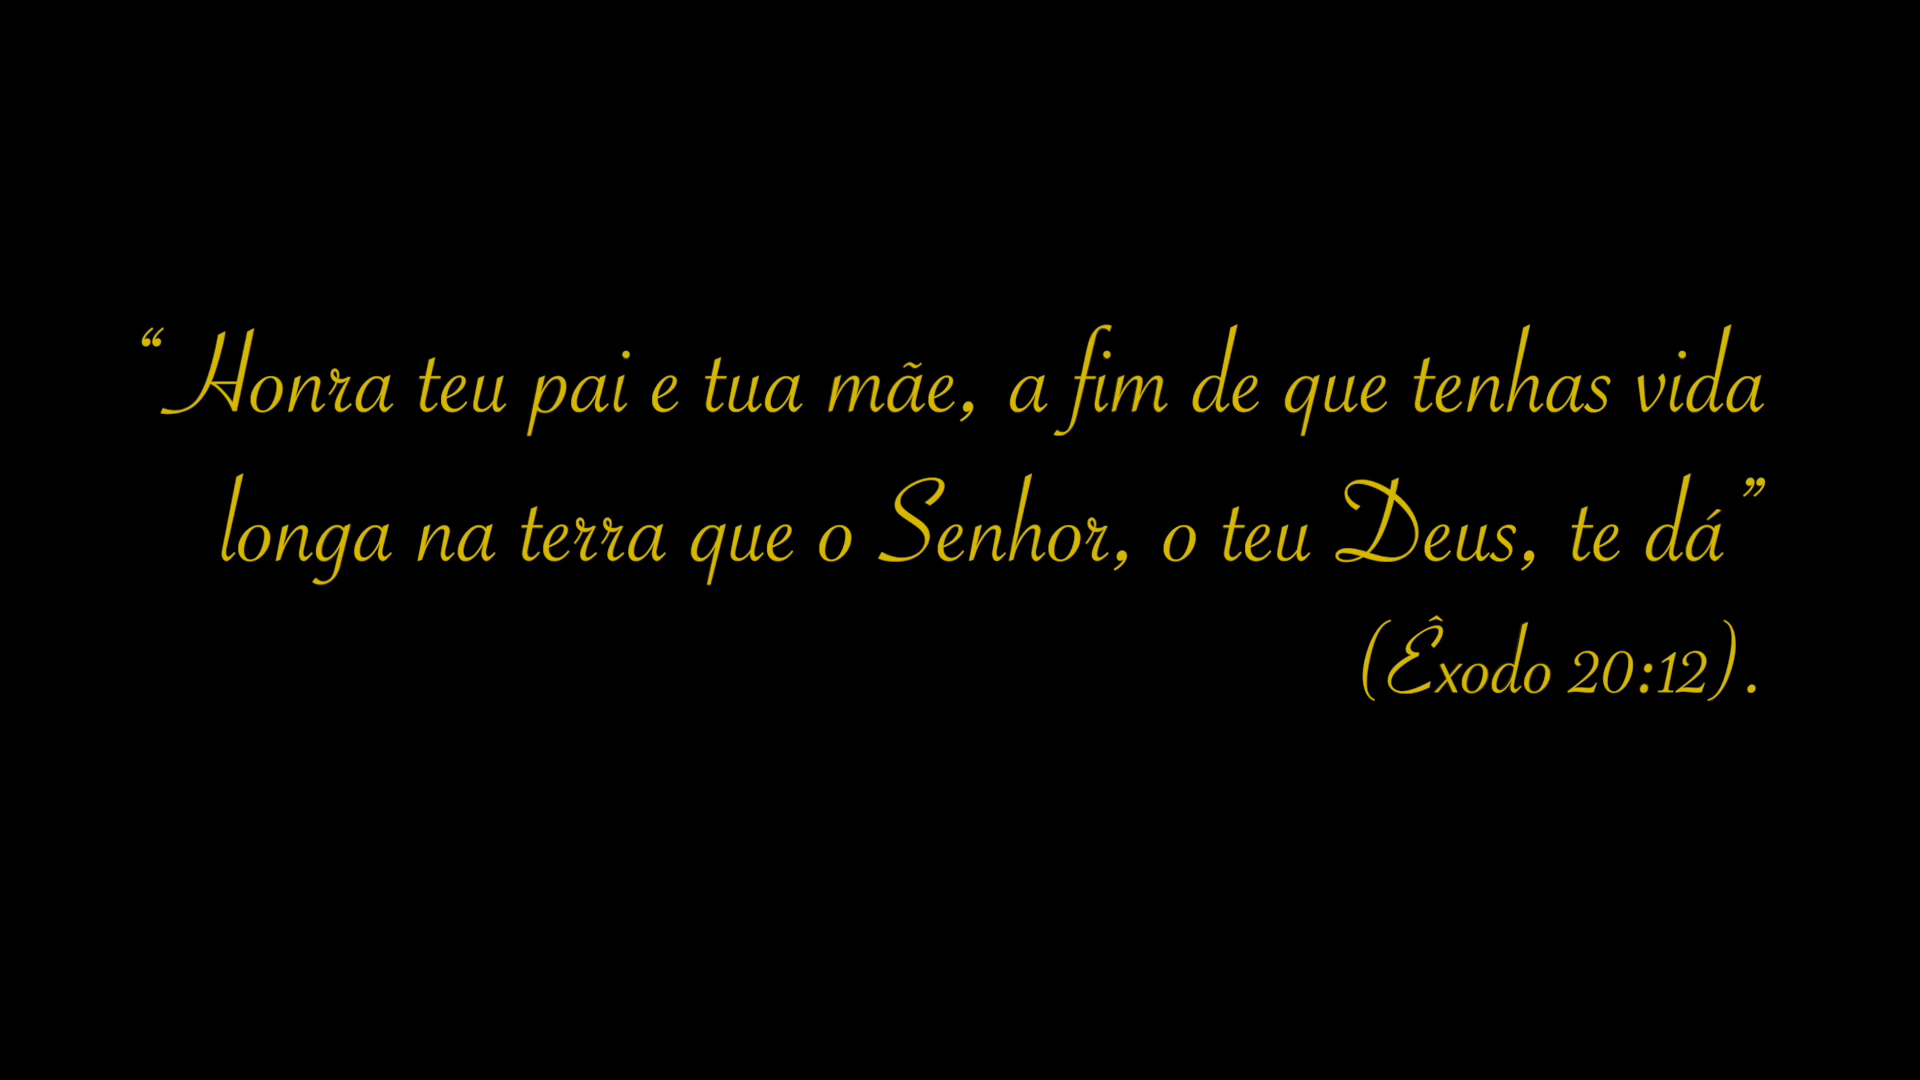 “Honra teu pai e tua mãe, a fim de que tenhas vida
longa na terra que o Senhor, o teu Deus, te dá”
(Êxodo 20:12).